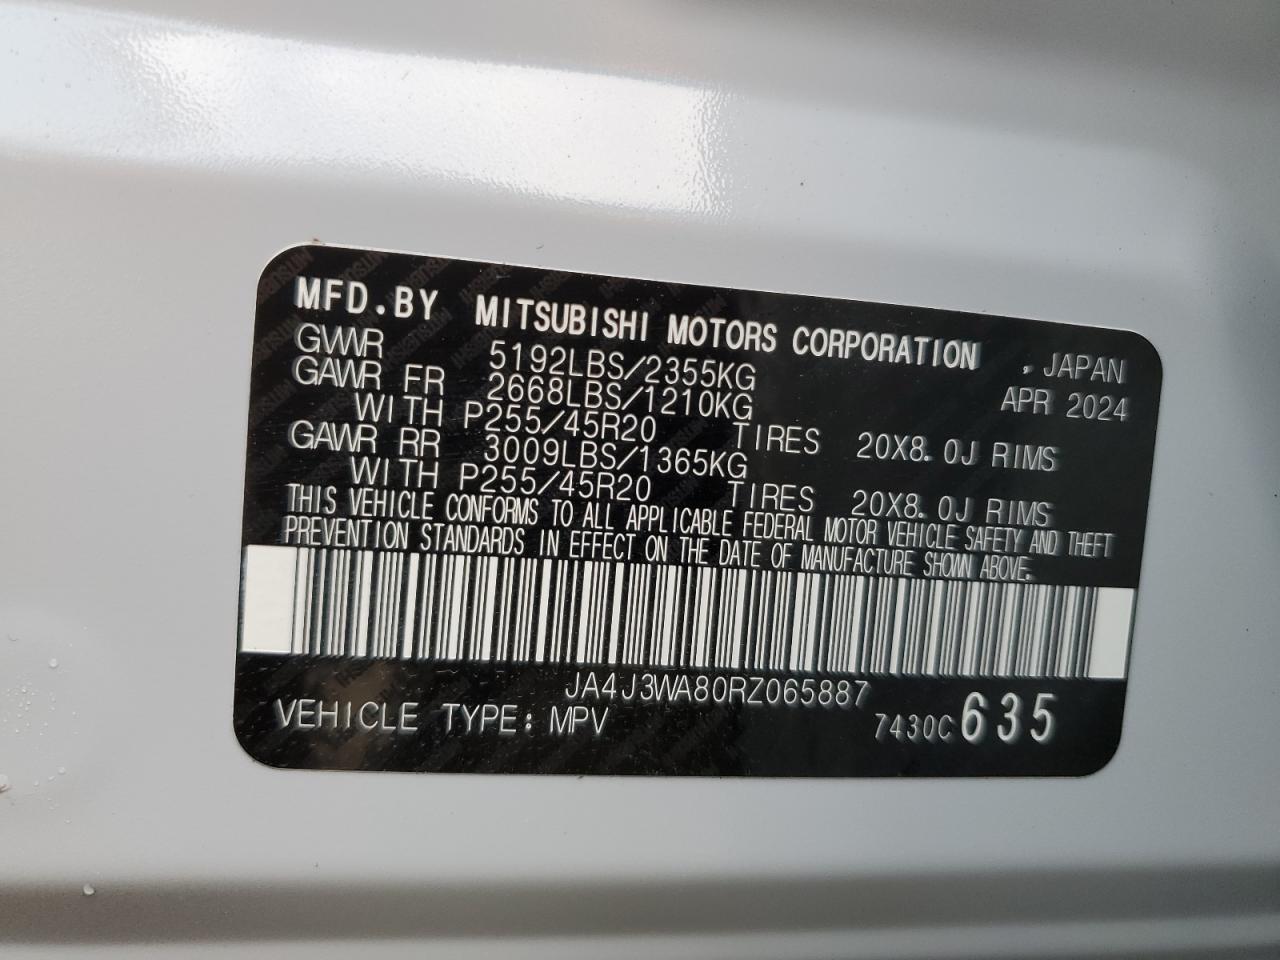 MFD.BY MITSUBISHI MOTORS CORPORATION , JAPAN
GVWR 5192LBS/2355KG APR 2024
GAWR FR 2668LBS/1210KG
WITH P255/45R20 TIRES 20X8.0J RIMS
GAWR RR 3009LBS/1365KG
WITH P255/45R20 TIRES 20X8.0J RIMS
THIS VEHICLE CONFORMS TO ALL APPLICABLE FEDERAL MOTOR VEHICLE SAFETY AND THEFT
PREVENTION STANDARDS IN EFFECT ON THE DATE OF MANUFACTURE SHOWN ABOVE.
JA4J3WA80RZ065887
VEHICLE TYPE: MPV 7430C 635